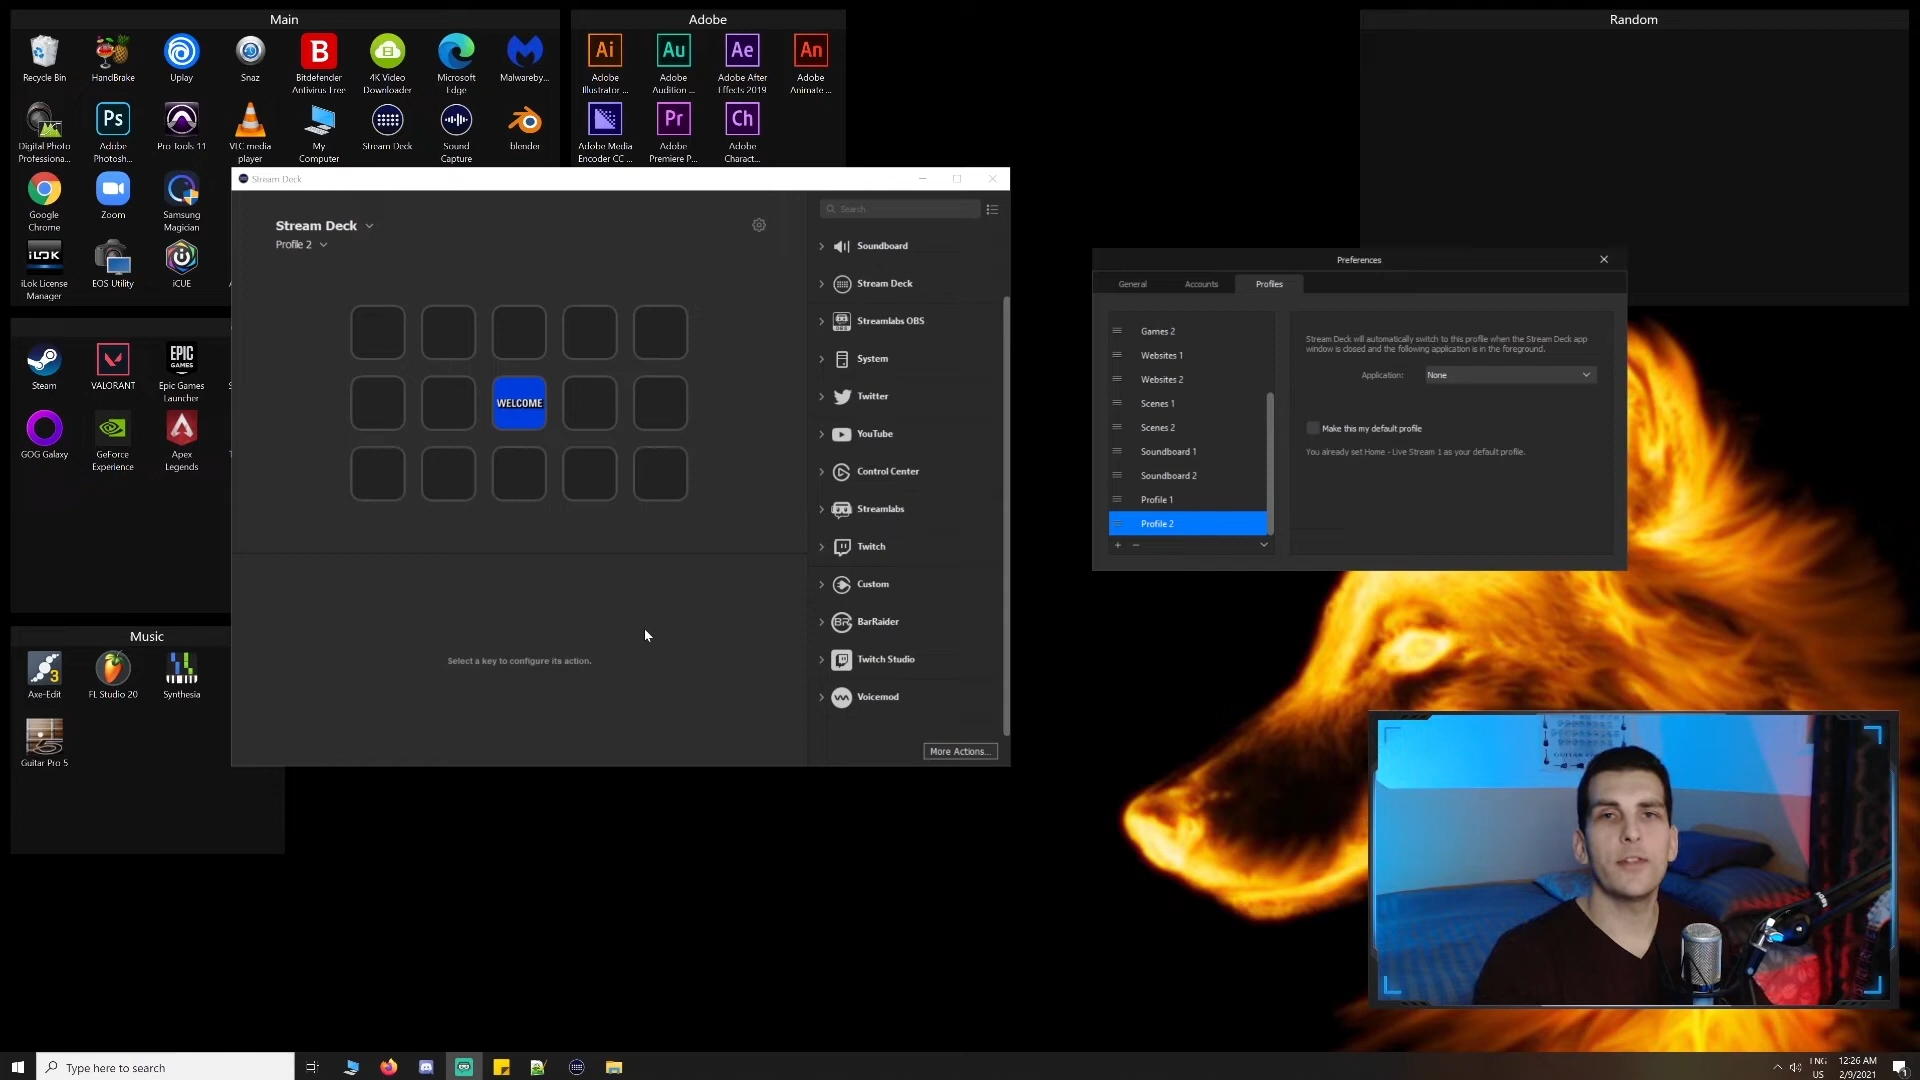 Main
Adobe
Random
Recycle Bin
HandBrake
Uplay
Snaz
Bitdefender
Antivirus Free
4K Video
Downloader
Microsoft
Edge
Malwareby...
Adobe
Illustrator ...
Adobe
Audition ...
Adobe After
Effects 2019
Adobe
Animate ...
Digital Photo
Professiona...
Adobe
Photosh...
Pro Tools 11
VLC media
player
My
Computer
Stream Deck
Sound
Capture
blender
Adobe Media
Encoder CC ...
Adobe
Premiere P...
Adobe
Charact...
Google
Chrome
Zoom
Samsung
Magician
iLok License
Manager
EOS Utility
iCUE
Steam
VALORANT
Epic Games
Launcher
GOG Galaxy
GeForce
Experience
Apex
Legends
Music
Axe-Edit
FL Studio 20
Synthesia
Guitar Pro 5
Stream Deck
Stream Deck
Profile 2
WELCOME
Select a key to configure its action.
Search
Soundboard
Stream Deck
Streamlabs OBS
System
Twitter
YouTube
Control Center
Streamlabs
Twitch
Custom
BarRaider
Twitch Studio
Voicemod
More Actions...
Preferences
General
Accounts
Profiles
Games 2
Websites 1
Websites 2
Scenes 1
Scenes 2
Soundboard 1
Soundboard 2
Profile 1
Profile 2
Stream Deck will automatically switch to this profile when the Stream Deck app
window is closed and the following application is in the foreground.
Application:
None
Make this my default profile
You already set Home - Live Stream 1 as your default profile.
Type here to search
ENG
US
12:26 AM
2/9/2021